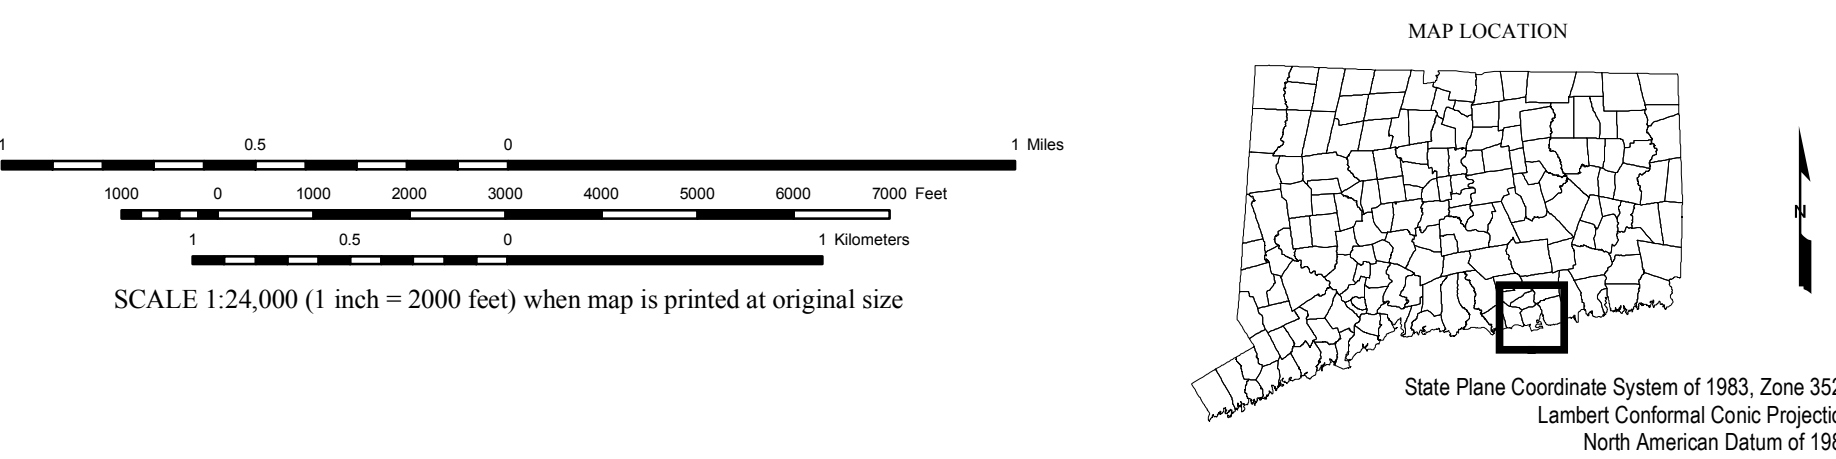 MAP LOCATION
1 0.5 0 1 Miles
1000 0 1000 2000 3000 4000 5000 6000 7000 Feet
1 0.5 0 1 Kilometers
SCALE 1:24,000 (1 inch = 2000 feet) when map is printed at original size
N
State Plane Coordinate System of 1983, Zone 352
Lambert Conformal Conic Projectio
North American Datum of 198